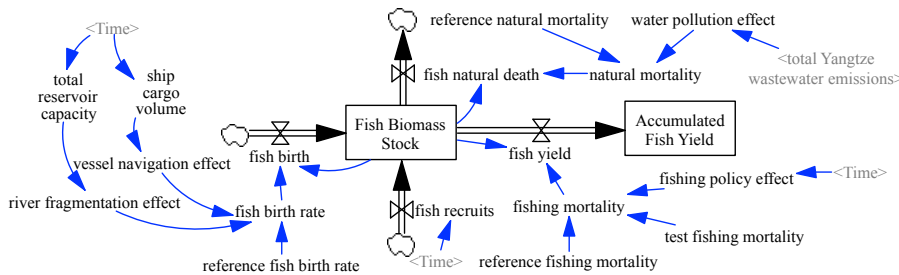 reference natural mortality
water pollution effect
<Time>
total
reservoir
capacity
ship
cargo
volume
fish natural death
natural mortality
<total Yangtze
wastewater emissions>
Fish Biomass
Stock
Accumulated
Fish Yield
fish birth
fish yield
vessel navigation effect
fishing policy effect
<Time>
river fragmentation effect
fish birth rate
fish recruits
fishing mortality
test fishing mortality
reference fish birth rate
<Time>
reference fishing mortality